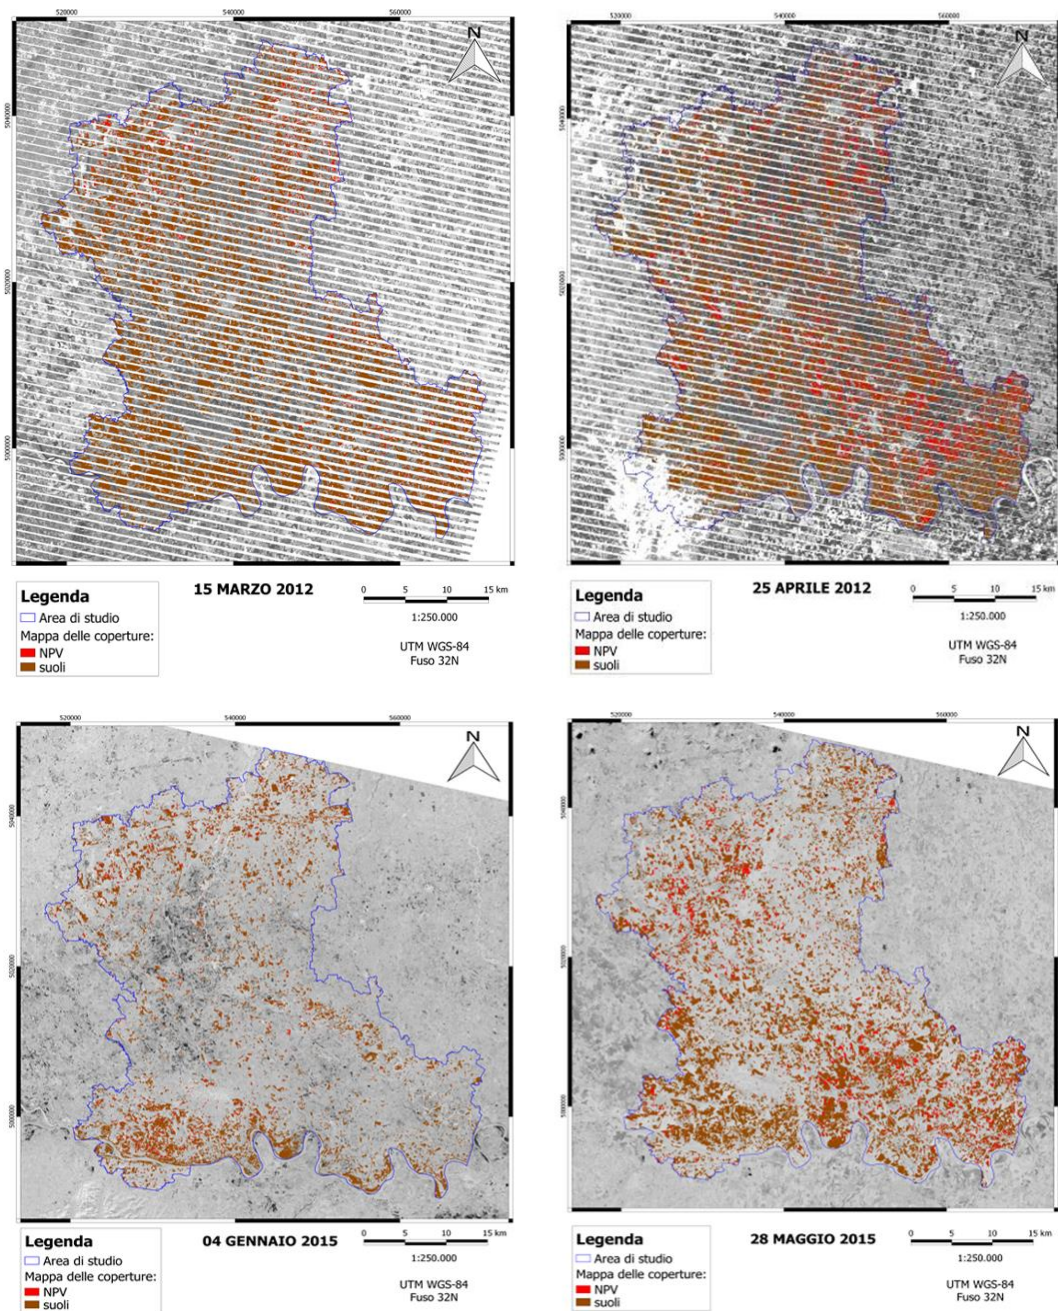 520000 540000 560000
N
5040000
5020000
5000000
Legenda
Area di studio
Mappa delle coperture:
NPV
suoli
15 MARZO 2012
0 5 10 15 km
1:250.000
UTM WGS-84
Fuso 32N
520000 540000 560000
N
5040000
5020000
5000000
Legenda
Area di studio
Mappa delle coperture:
NPV
suoli
25 APRILE 2012
0 5 10 15 km
1:250.000
UTM WGS-84
Fuso 32N
520000 540000 560000
N
5040000
5020000
5000000
Legenda
Area di studio
Mappa delle coperture:
NPV
suoli
04 GENNAIO 2015
0 5 10 15 km
1:250.000
UTM WGS-84
Fuso 32N
520000 540000 560000
N
5040000
5020000
5000000
Legenda
Area di studio
Mappa delle coperture:
NPV
suoli
28 MAGGIO 2015
0 5 10 15 km
1:250.000
UTM WGS-84
Fuso 32N